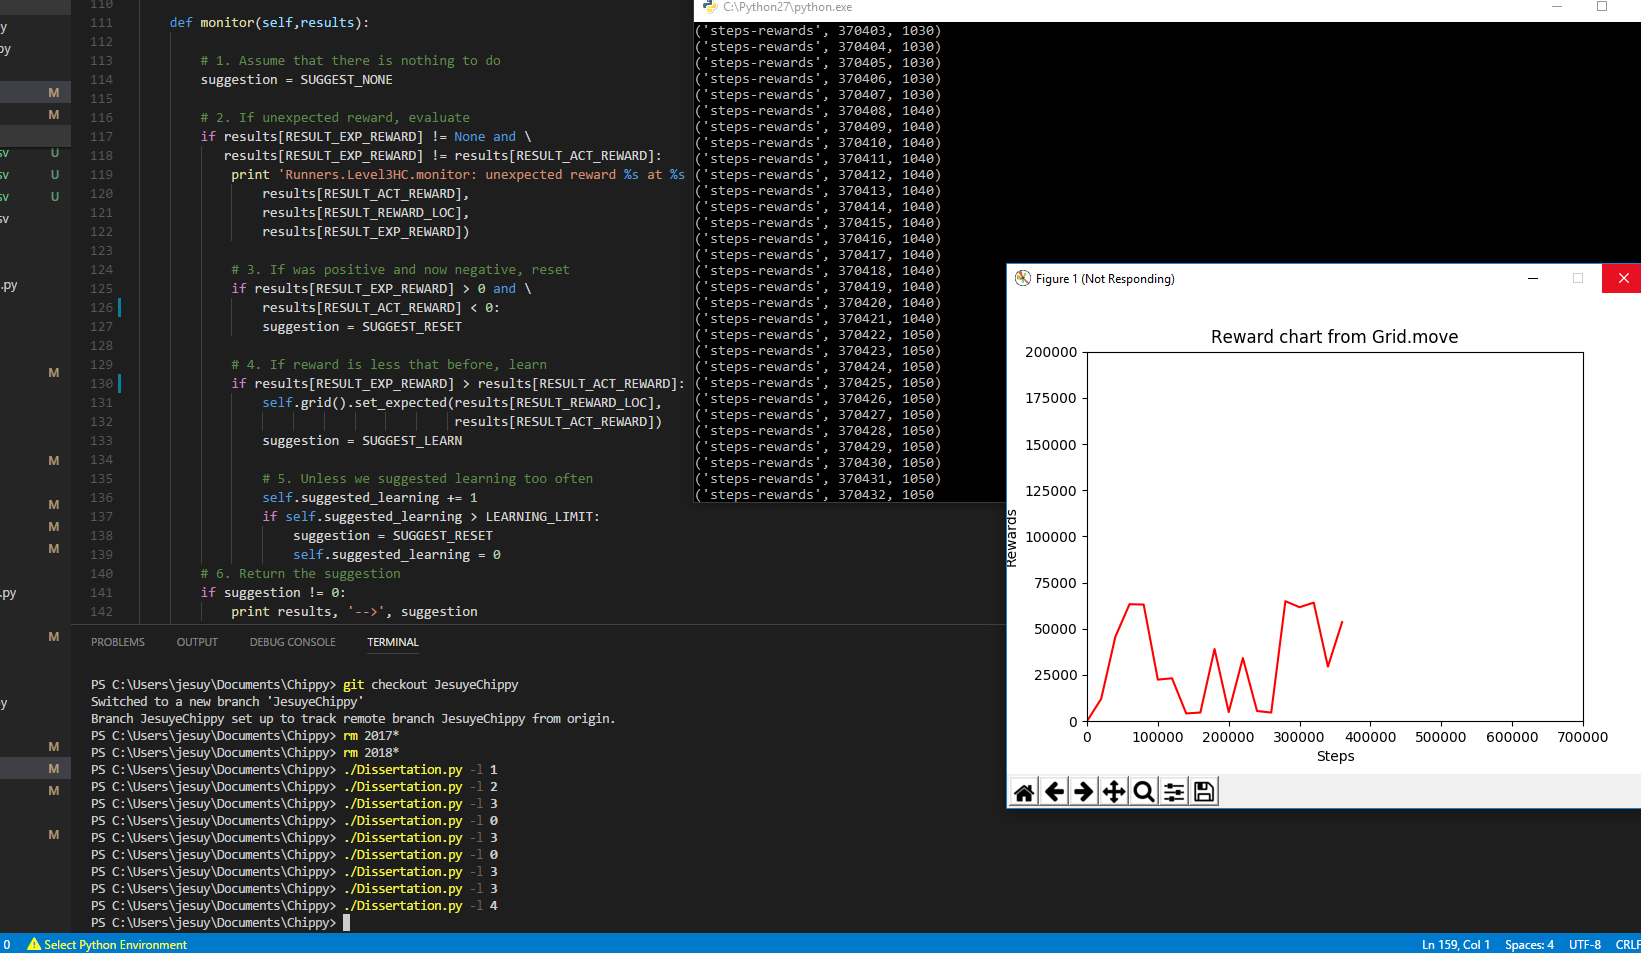 py
py
M
M
sv U
sv U
sv U
sv
.py
M
M
M
M
M
.py
M
y
M
M
M
M
110
111 def monitor(self,results):
112
113 # 1. Assume that there is nothing to do
114 suggestion = SUGGEST_NONE
115
116 # 2. If unexpected reward, evaluate
117 if results[RESULT_EXP_REWARD] != None and \
118 results[RESULT_EXP_REWARD] != results[RESULT_ACT_REWARD]:
119 print 'Runners.Level3HC.monitor: unexpected reward %s at %s
120 results[RESULT_ACT_REWARD],
121 results[RESULT_REWARD_LOC],
122 results[RESULT_EXP_REWARD])
123
124 # 3. If was positive and now negative, reset
125 if results[RESULT_EXP_REWARD] > 0 and \
126 results[RESULT_ACT_REWARD] < 0:
127 suggestion = SUGGEST_RESET
128
129 # 4. If reward is less that before, learn
130 if results[RESULT_EXP_REWARD] > results[RESULT_ACT_REWARD]:
131 self.grid().set_expected(results[RESULT_REWARD_LOC],
132 results[RESULT_ACT_REWARD])
133 suggestion = SUGGEST_LEARN
134
135 # 5. Unless we suggested learning too often
136 self.suggested_learning += 1
137 if self.suggested_learning > LEARNING_LIMIT:
138 suggestion = SUGGEST_RESET
139 self.suggested_learning = 0
140 # 6. Return the suggestion
141 if suggestion != 0:
142 print results, '-->', suggestion
C:\Python27\python.exe
('steps-rewards', 370403, 1030)
('steps-rewards', 370404, 1030)
('steps-rewards', 370405, 1030)
('steps-rewards', 370406, 1030)
('steps-rewards', 370407, 1030)
('steps-rewards', 370408, 1040)
('steps-rewards', 370409, 1040)
('steps-rewards', 370410, 1040)
('steps-rewards', 370411, 1040)
('steps-rewards', 370412, 1040)
('steps-rewards', 370413, 1040)
('steps-rewards', 370414, 1040)
('steps-rewards', 370415, 1040)
('steps-rewards', 370416, 1040)
('steps-rewards', 370417, 1040)
('steps-rewards', 370418, 1040)
('steps-rewards', 370419, 1040)
('steps-rewards', 370420, 1040)
('steps-rewards', 370421, 1040)
('steps-rewards', 370422, 1050)
('steps-rewards', 370423, 1050)
('steps-rewards', 370424, 1050)
('steps-rewards', 370425, 1050)
('steps-rewards', 370426, 1050)
('steps-rewards', 370427, 1050)
('steps-rewards', 370428, 1050)
('steps-rewards', 370429, 1050)
('steps-rewards', 370430, 1050)
('steps-rewards', 370431, 1050)
('steps-rewards', 370432, 1050
Figure 1 (Not Responding)
Reward chart from Grid.move
200000
175000
150000
125000
100000
75000
50000
25000
0
Rewards
0 100000 200000 300000 400000 500000 600000 700000
Steps
PROBLEMS OUTPUT DEBUG CONSOLE TERMINAL
PS C:\Users\jesuy\Documents\Chippy> git checkout JesuyeChippy
Switched to a new branch 'JesuyeChippy'
Branch JesuyeChippy set up to track remote branch JesuyeChippy from origin.
PS C:\Users\jesuy\Documents\Chippy> rm 2017*
PS C:\Users\jesuy\Documents\Chippy> rm 2018*
PS C:\Users\jesuy\Documents\Chippy> ./Dissertation.py -l 1
PS C:\Users\jesuy\Documents\Chippy> ./Dissertation.py -l 2
PS C:\Users\jesuy\Documents\Chippy> ./Dissertation.py -l 3
PS C:\Users\jesuy\Documents\Chippy> ./Dissertation.py -l 0
PS C:\Users\jesuy\Documents\Chippy> ./Dissertation.py -l 3
PS C:\Users\jesuy\Documents\Chippy> ./Dissertation.py -l 0
PS C:\Users\jesuy\Documents\Chippy> ./Dissertation.py -l 3
PS C:\Users\jesuy\Documents\Chippy> ./Dissertation.py -l 3
PS C:\Users\jesuy\Documents\Chippy> ./Dissertation.py -l 4
PS C:\Users\jesuy\Documents\Chippy>
0 Select Python Environment Ln 159, Col 1 Spaces: 4 UTF-8 CRLF